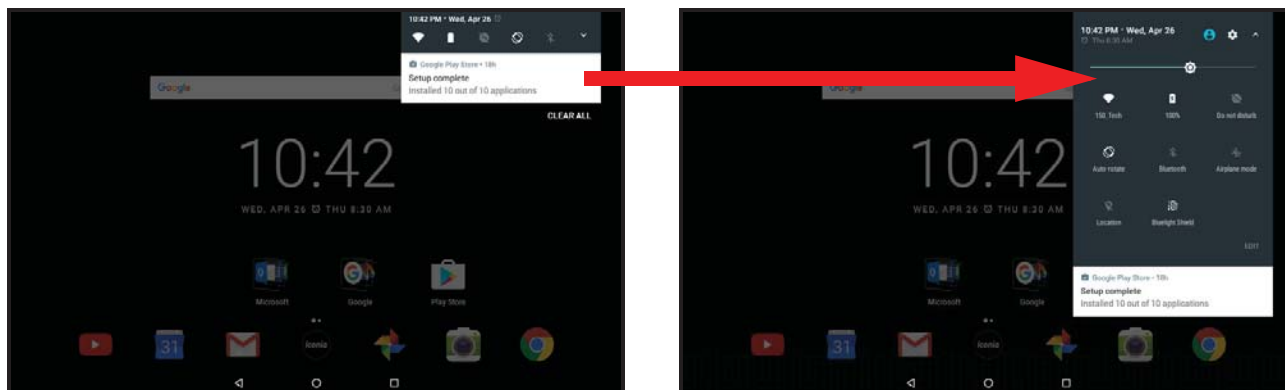 10:42 PM • Wed, Apr 26
Google Play Store • 18h
Setup complete
Installed 10 out of 10 applications
CLEAR ALL
Google
10:42
WED, APR 26 THU 8:30 AM
Microsoft
Google
Play Store
31
Iconia
10:42 PM • Wed, Apr 26
Thu 8:30 AM
100%
Do not disturb
Auto rotate
Bluetooth
Airplane mode
Location
Bluelight Shield
EDIT
Google Play Store • 18h
Setup complete
Installed 10 out of 10 applications
Google
10:42
WED, APR 26 THU 8:30 AM
Microsoft
Google
31
Iconia